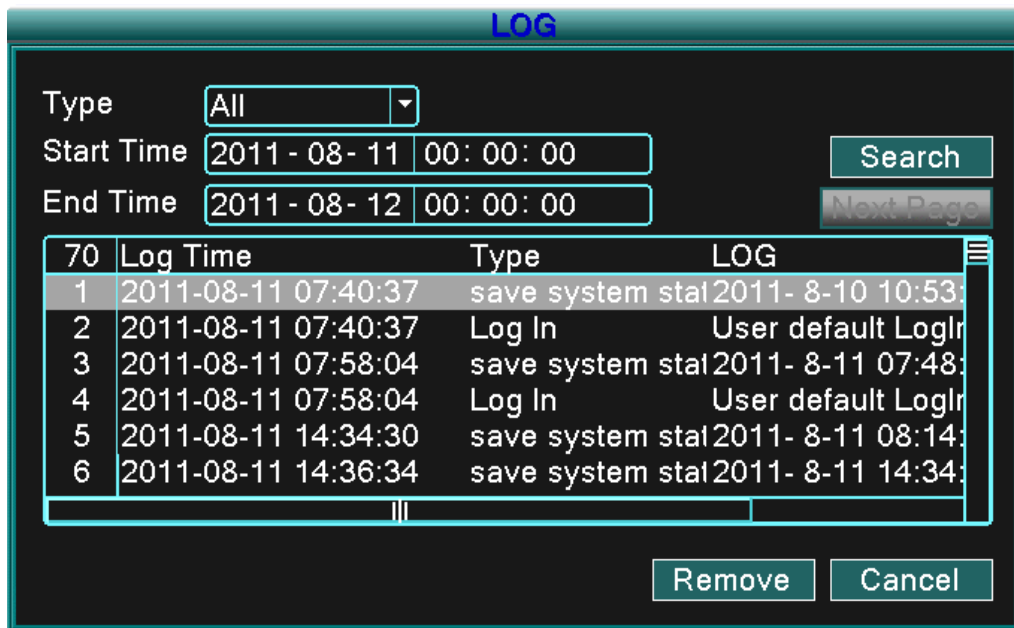 LOG
Type All
Start Time 2011 - 08- 11 00: 00: 00
Search
End Time 2011 - 08- 12 00: 00: 00
Next Page
70 Log Time Type LOG
1 2011-08-11 07:40:37 save system stat 2011- 8-10 10:53:
2 2011-08-11 07:40:37 Log In User default LogIn
3 2011-08-11 07:58:04 save system stat 2011- 8-11 07:48:
4 2011-08-11 07:58:04 Log In User default LogIn
5 2011-08-11 14:34:30 save system stat 2011- 8-11 08:14:
6 2011-08-11 14:36:34 save system stat 2011- 8-11 14:34:
Remove Cancel